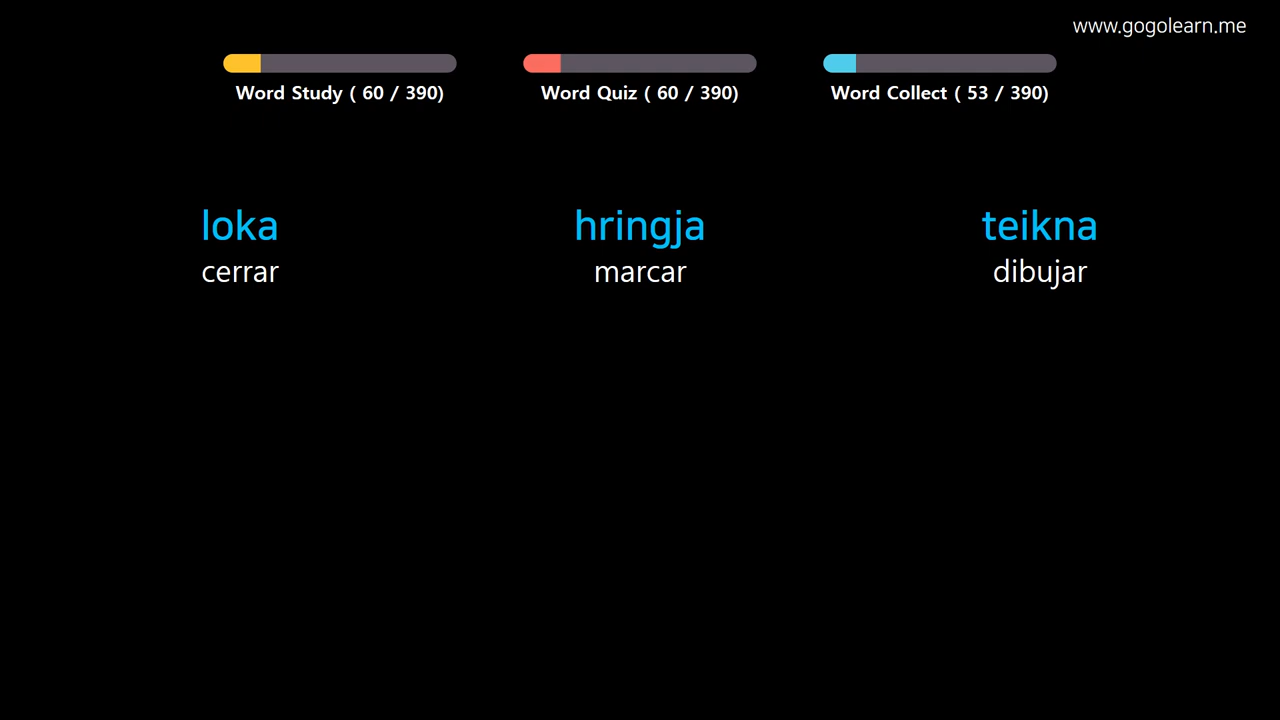 www.gogolearn.me
Word Study ( 60 / 390)
Word Quiz ( 60 / 390)
Word Collect ( 53 / 390)
loka
hringja
teikna
cerrar
marcar
dibujar